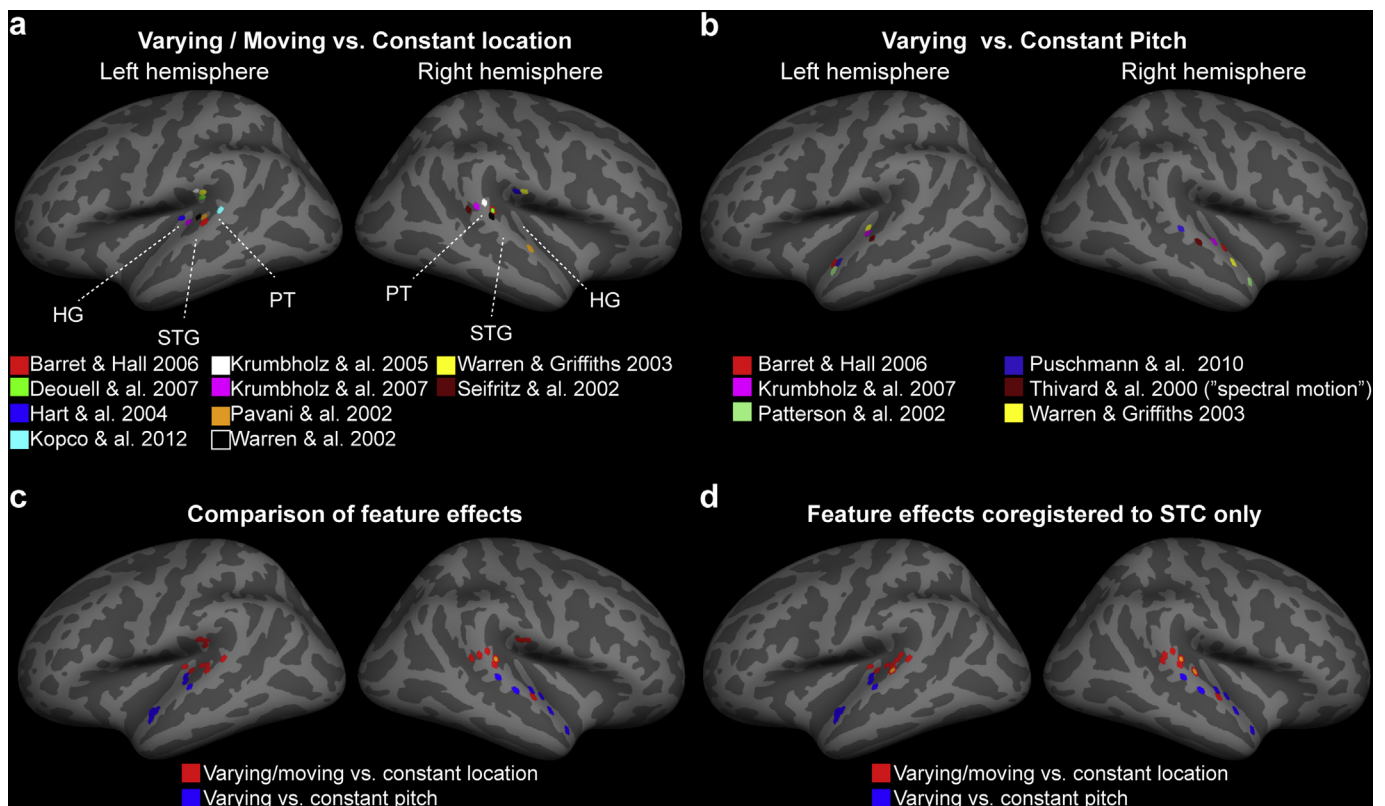 a
Varying / Moving vs. Constant location
Left hemisphere
Right hemisphere
HG
STG
PT
PT
STG
HG
Barret & Hall 2006
Deouell & al. 2007
Hart & al. 2004
Kopco & al. 2012
Krumbholz & al. 2005
Krumbholz & al. 2007
Pavani & al. 2002
Warren & al. 2002
Warren & Griffiths 2003
Seifritz & al. 2002
b
Varying vs. Constant Pitch
Left hemisphere
Right hemisphere
Barret & Hall 2006
Krumbholz & al. 2007
Patterson & al. 2002
Puschmann & al. 2010
Thivard & al. 2000 ("spectral motion")
Warren & Griffiths 2003
c
Comparison of feature effects
Varying/moving vs. constant location
Varying vs. constant pitch
d
Feature effects coregistered to STC only
Varying/moving vs. constant location
Varying vs. constant pitch